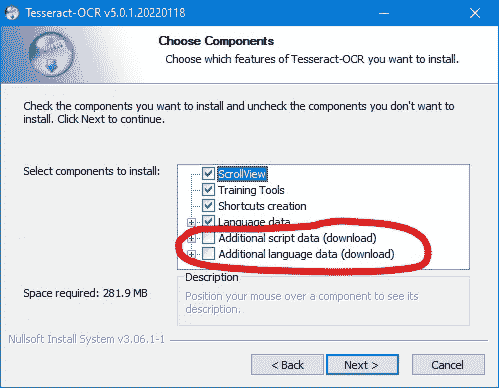 Tesseract-OCR v5.0.1.20220118
Choose Components
Choose which features of Tesseract-OCR you want to install.
Check the components you want to install and uncheck the components you don't want to
install. Click Next to continue.
Select components to install:
ScrollView
Training Tools
Shortcuts creation
Language data
Additional script data (download)
Additional language data (download)
Space required: 281.9 MB
Description
Position your mouse over a component to see its
description.
Nullsoft Install System v3.06.1-1
< Back
Next >
Cancel